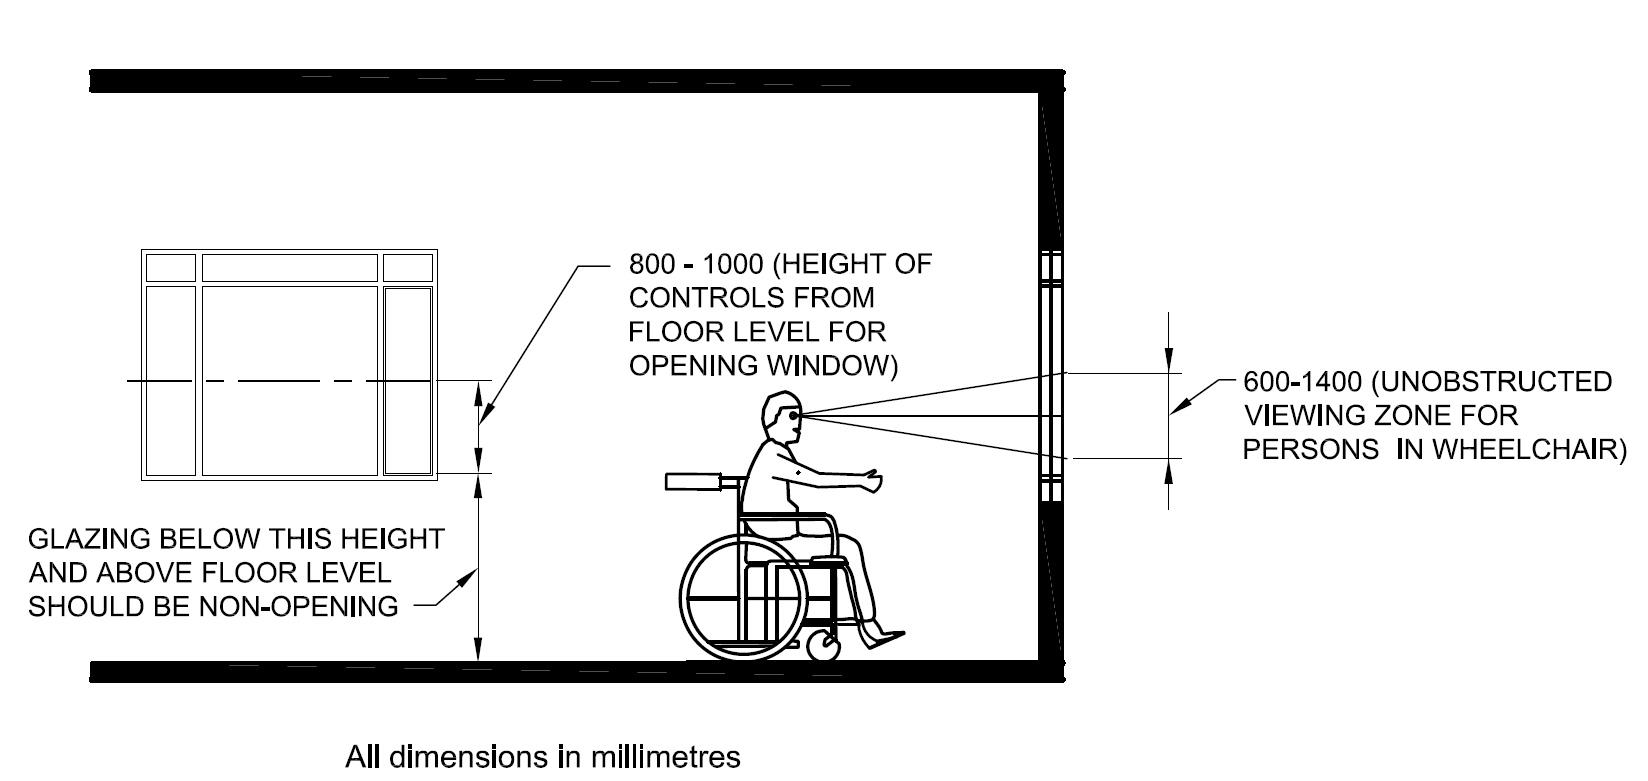 800 - 1000 (HEIGHT OF
CONTROLS FROM
FLOOR LEVEL FOR
OPENING WINDOW)
600-1400 (UNOBSTRUCTED
VIEWING ZONE FOR
PERSONS IN WHEELCHAIR)
GLAZING BELOW THIS HEIGHT
AND ABOVE FLOOR LEVEL
SHOULD BE NON-OPENING
All dimensions in millimetres